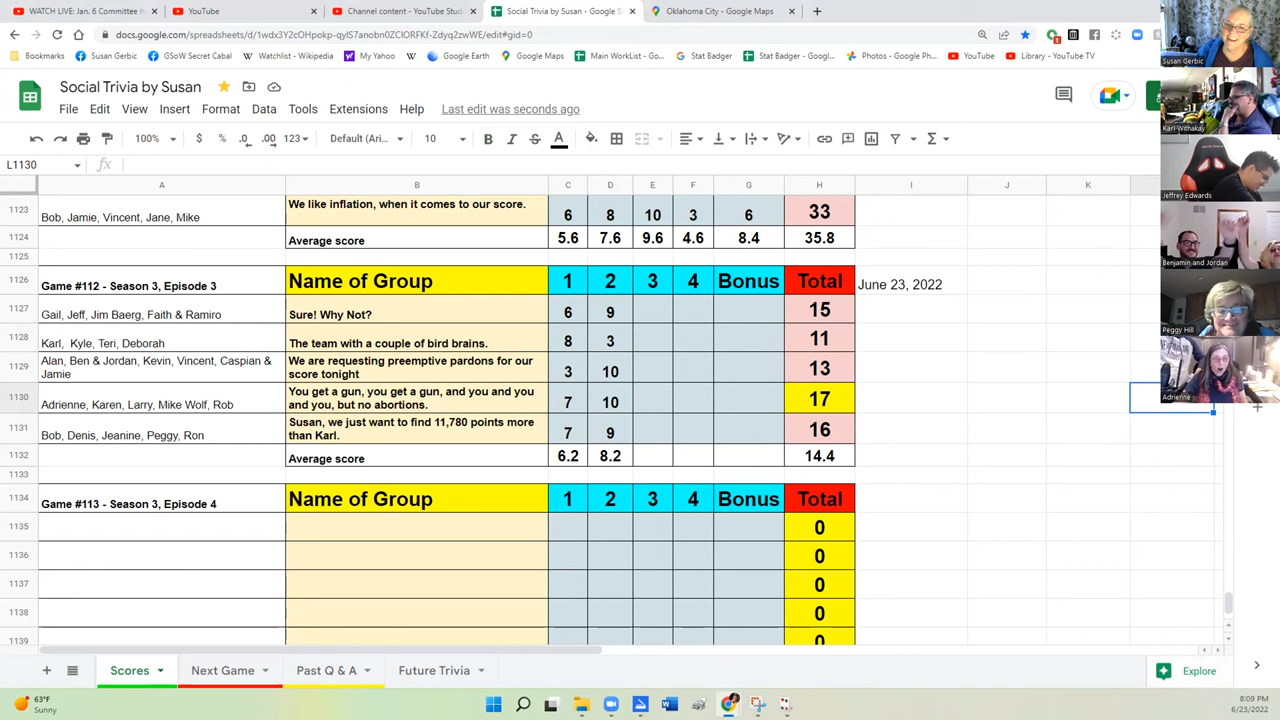 WATCH LIVE: Jan. 6 Committee h
YouTube
Channel content - YouTube Stud
Social Trivia by Susan - Google S
Oklahoma City - Google Maps
docs.google.com/spreadsheets/d/1wdx3Y2cOHpokp-qyIS7ancbn0ZCIORFKf-Zdyq2zwWE/edit#gid=0
Bookmarks
Susan Gerbic
GSoW Secret Cabal
Watchlist - Wikipedia
My Yahoo
Google Earth
Google Maps
Main WorkList - Go...
Stat Badger
Stat Badger - Googl...
Photos - Google Ph...
YouTube
Library - YouTube TV
Social Trivia by Susan
File Edit View Insert Format Data Tools Extensions Help Last edit was seconds ago
100% $ % .0 .00 123 Default (Ari... 10
L1130
A B C D E F G H I J K
1123 Bob, Jamie, Vincent, Jane, Mike We like inflation, when it comes to our score. 6 8 10 3 6 33
1124 Average score 5.6 7.6 9.6 4.6 8.4 35.8
1125
1126 Game #112 - Season 3, Episode 3 Name of Group 1 2 3 4 Bonus Total June 23, 2022
1127 Gail, Jeff, Jim Baerg, Faith & Ramiro Sure! Why Not? 6 9 15
1128 Karl, Kyle, Teri, Deborah The team with a couple of bird brains. 8 3 11
1129 Alan, Ben & Jordan, Kevin, Vincent, Caspian & Jamie We are requesting preemptive pardons for our score tonight 3 10 13
1130 Adrienne, Karen, Larry, Mike Wolf, Rob You get a gun, you get a gun, and you and you and you, but no abortions. 7 10 17
1131 Bob, Denis, Jeanine, Peggy, Ron Susan, we just want to find 11,780 points more than Karl. 7 9 16
1132 Average score 6.2 8.2 14.4
1133
1134 Game #113 - Season 3, Episode 4 Name of Group 1 2 3 4 Bonus Total
1135 0
1136 0
1137 0
1138 0
1139 0
Scores
Next Game
Past Q & A
Future Trivia
Explore
63°F
Sunny
8:09 PM
6/23/2022
Susan Gerbic
Karl Withakay
Jeffrey Edwards
Benjamin and Jordan
Peggy Hill
Adrienne